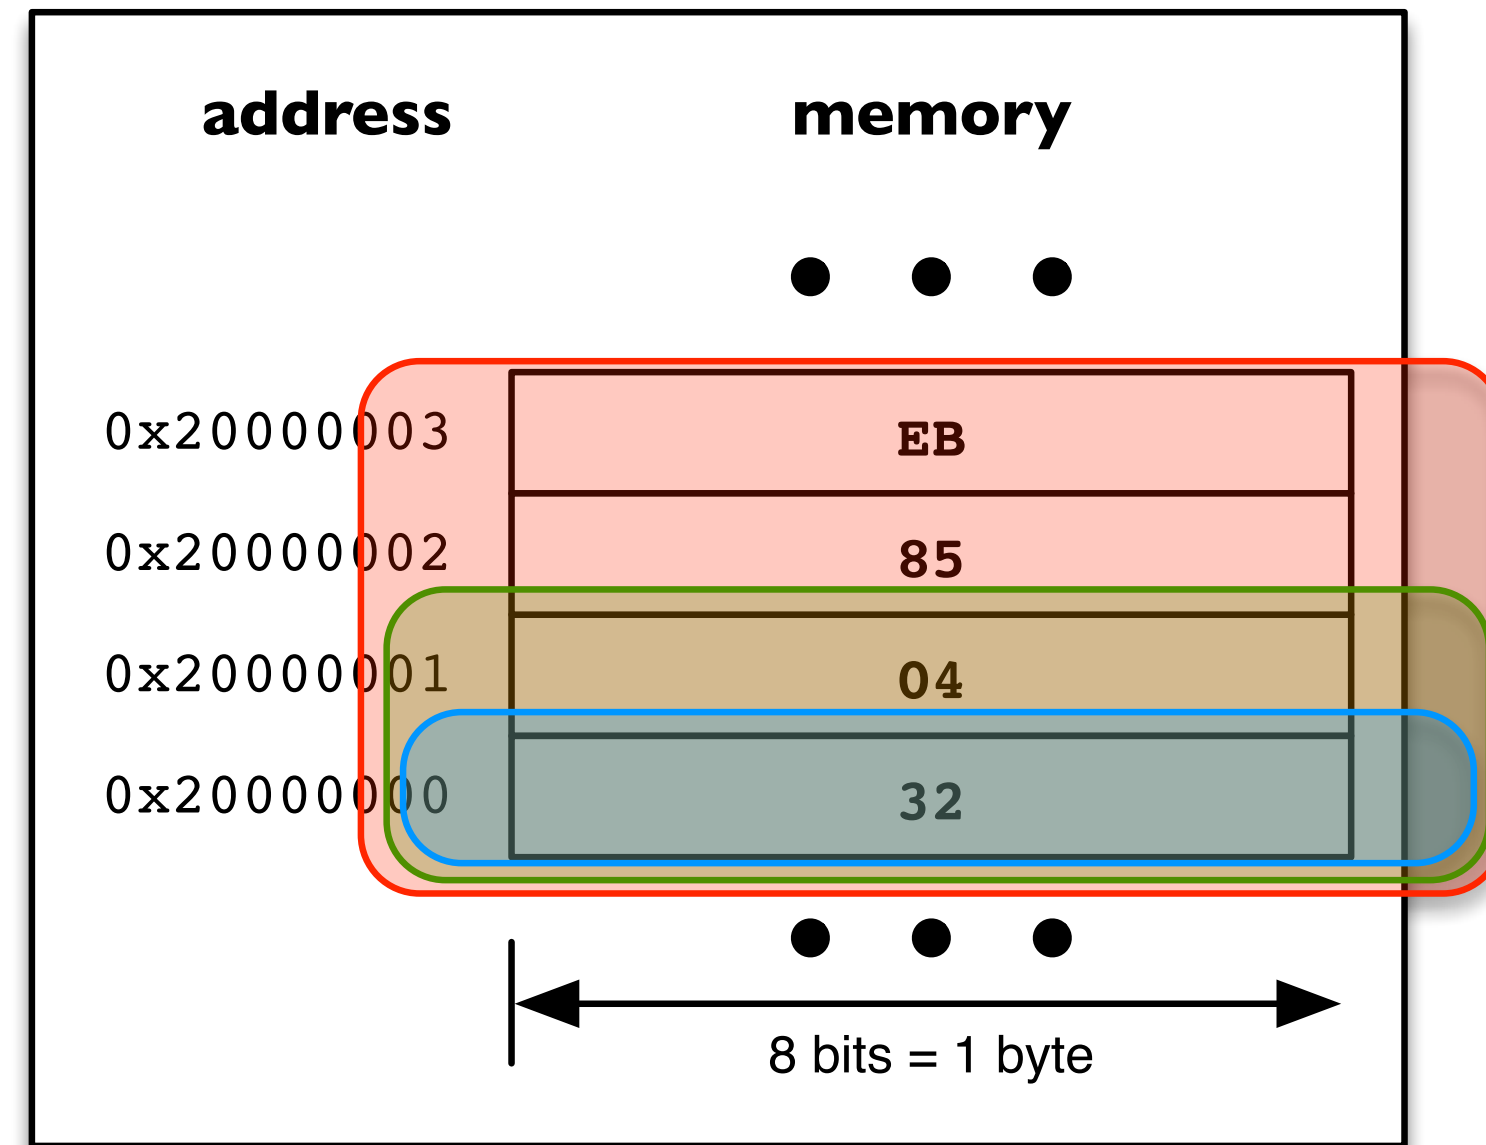 address memory
0x20000003 EB
0x20000002 85
0x20000001 04
0x20000000 32
8 bits = 1 byte